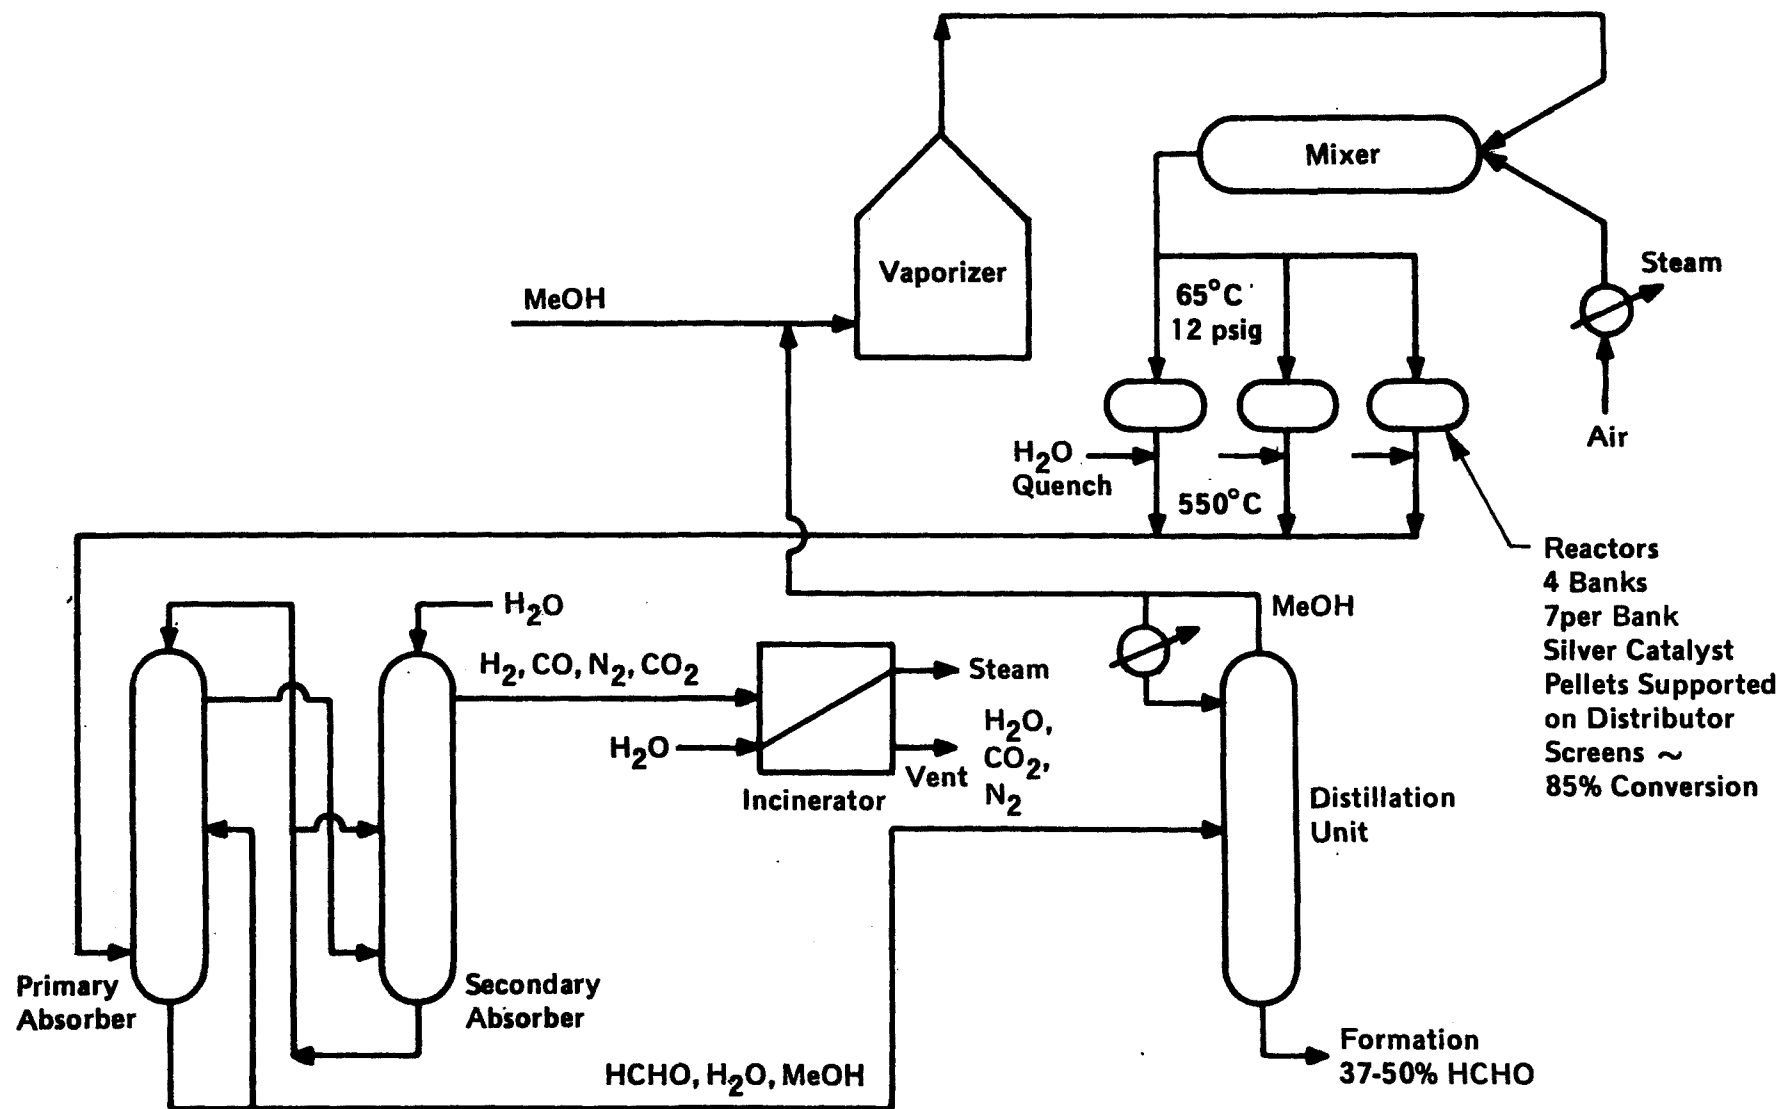 Mixer
Vaporizer
Steam
MeOH
65°C
12 psig
Air
H₂O
Quench
550°C
Reactors
4 Banks
7per Bank
Silver Catalyst
Pellets Supported
on Distributor
Screens ~
85% Conversion
H₂O
MeOH
H₂, CO, N₂, CO₂
Steam
H₂O
H₂O,
CO₂,
N₂
Vent
Incinerator
Distillation
Unit
Primary
Absorber
Secondary
Absorber
HCHO, H₂O, MeOH
Formation
37-50% HCHO